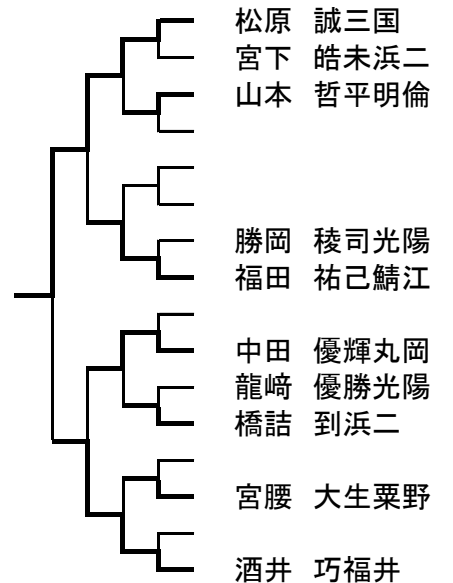 松原 誠三国
宮下 皓未浜二
山本 哲平明倫
勝岡 稜司光陽
福田 祐己鯖江
中田 優輝丸岡
龍﨑 優勝光陽
橋詰 到浜二
宮腰 大生粟野
酒井 巧福井